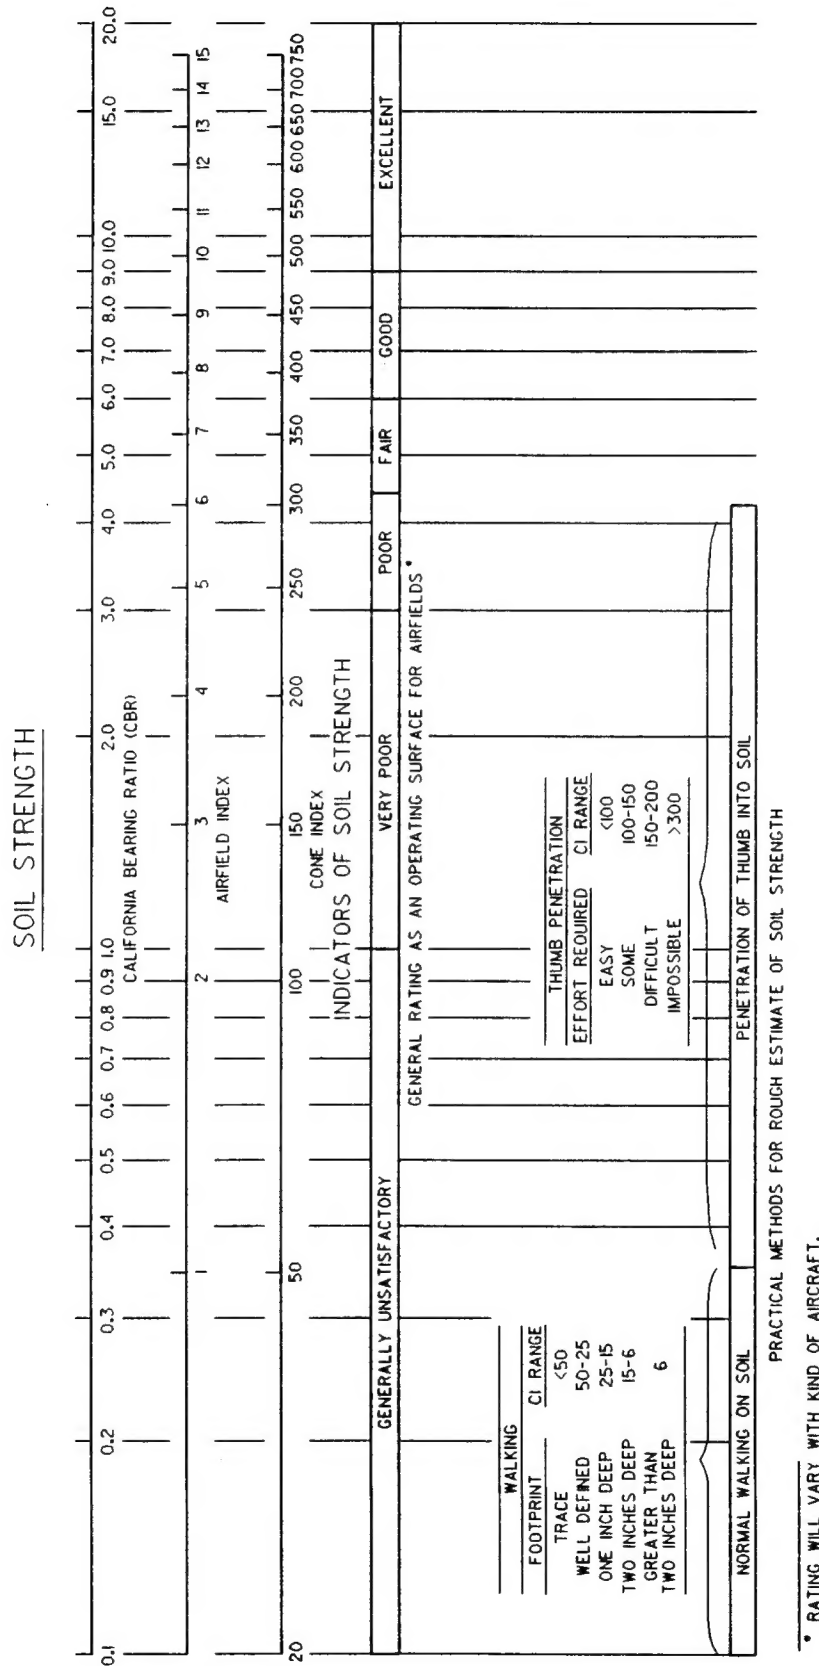 SOIL STRENGTH
0.1 0.2 0.3 0.4 0.5 0.6 0.7 0.8 0.9 1.0 2.0 3.0 4.0 5.0 6.0 7.0 8.0 9.0 10.0 15.0 20.0
CALIFORNIA BEARING RATIO (CBR)
1 2 3 4 5 6 7 8 9 10 11 12 13 14 15
AIRFIELD INDEX
20 50 100 150 200 250 300 350 400 450 500 550 600 650 700 750
CONE INDEX
INDICATORS OF SOIL STRENGTH
GENERALLY UNSATISFACTORY VERY POOR POOR FAIR GOOD EXCELLENT
GENERAL RATING AS AN OPERATING SURFACE FOR AIRFIELDS*
WALKING
FOOTPRINT CI RANGE
TRACE <50
WELL DEFINED 50-25
ONE INCH DEEP 25-15
TWO INCHES DEEP 15-6
GREATER THAN
TWO INCHES DEEP 6
THUMB PENETRATION
EFFORT REQUIRED CI RANGE
EASY <100
SOME 100-150
DIFFICULT 150-200
IMPOSSIBLE >300
NORMAL WALKING ON SOIL PENETRATION OF THUMB INTO SOIL
PRACTICAL METHODS FOR ROUGH ESTIMATE OF SOIL STRENGTH
* RATING WILL VARY WITH KIND OF AIRCRAFT.